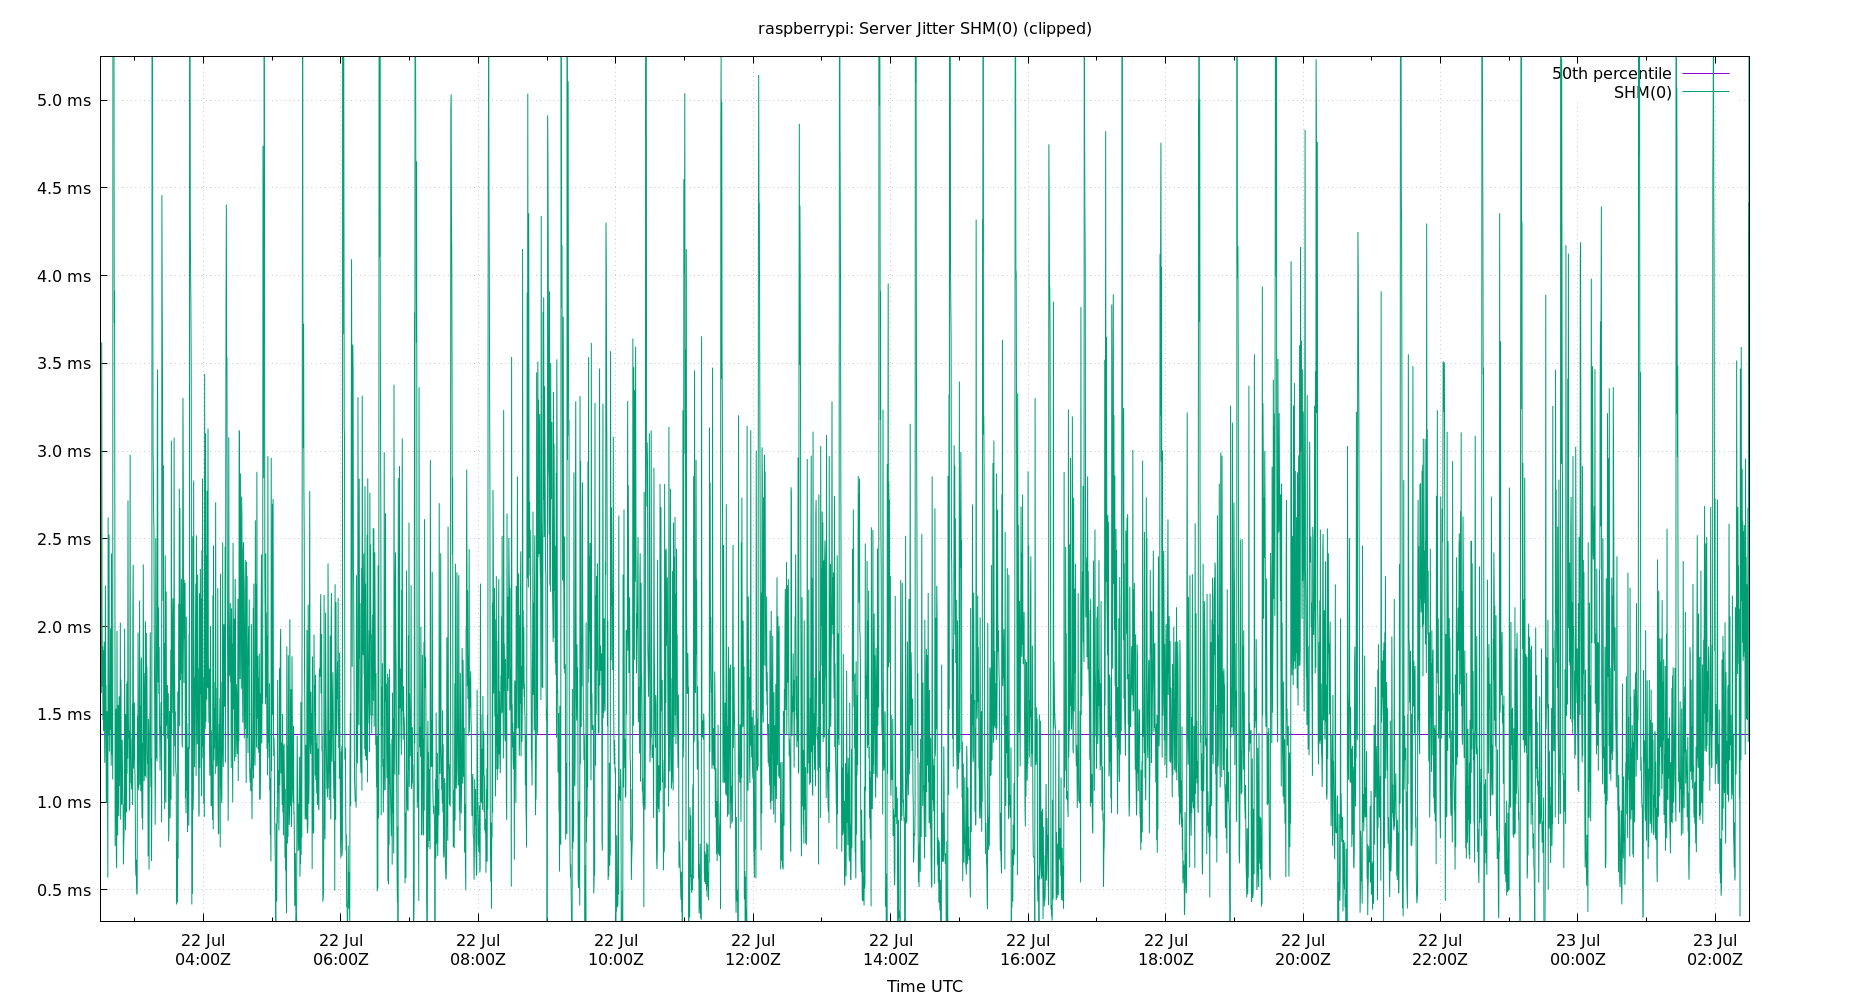 raspberrypi: Server Jitter SHM(0) (clipped)
50th percentile
SHM(0)
5.0 ms
4.5 ms
4.0 ms
3.5 ms
3.0 ms
2.5 ms
2.0 ms
1.5 ms
1.0 ms
0.5 ms
22 Jul 22 Jul 22 Jul 22 Jul 22 Jul 22 Jul 22 Jul 22 Jul 22 Jul 22 Jul 23 Jul 23 Jul
04:00Z 06:00Z 08:00Z 10:00Z 12:00Z 14:00Z 16:00Z 18:00Z 20:00Z 22:00Z 00:00Z 02:00Z
Time UTC